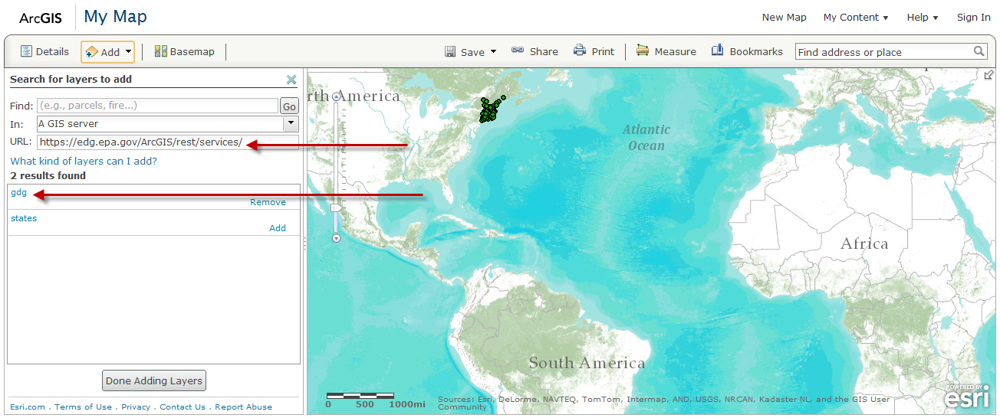 ArcGIS My Map New Map My Content Help Sign In
Details Add Basemap Save Share Print Measure Bookmarks Find address or place
Search for layers to add
Find: (e.g., parcels, fire...) Go
In: A GIS server
URL: https://edg.epa.gov/ArcGIS/rest/services/
What kind of layers can I add?
2 results found
gdg
Remove
states
Add
Done Adding Layers
Esri.com . Terms of Use . Privacy . Contact Us . Report Abuse
rth America
Atlantic
Ocean
Africa
South America
0 500 1000mi
Sources: Esri, DeLorme, NAVTEQ, TomTom, Intermap, AND, USGS, NRCAN, Kadaster NL, and the GIS User
Community
POWERED BY
esri